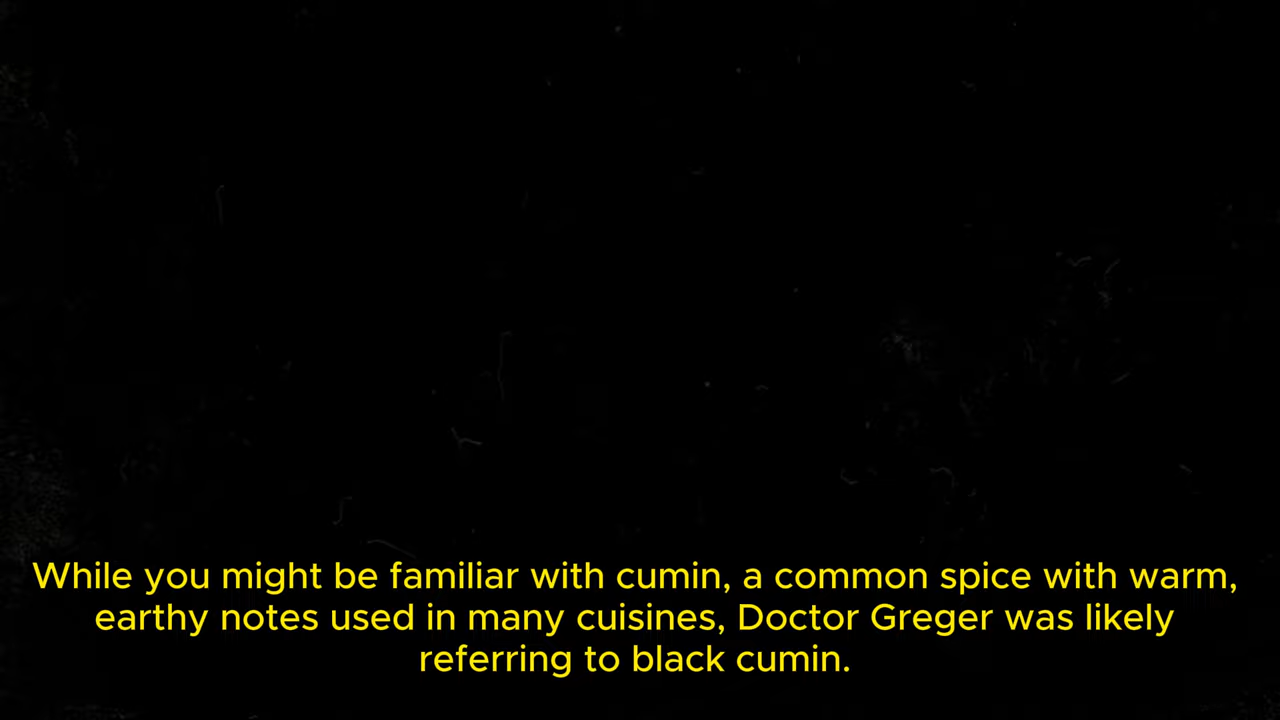 While you might be familiar with cumin, a common spice with warm,
earthy notes used in many cuisines, Doctor Greger was likely
referring to black cumin.